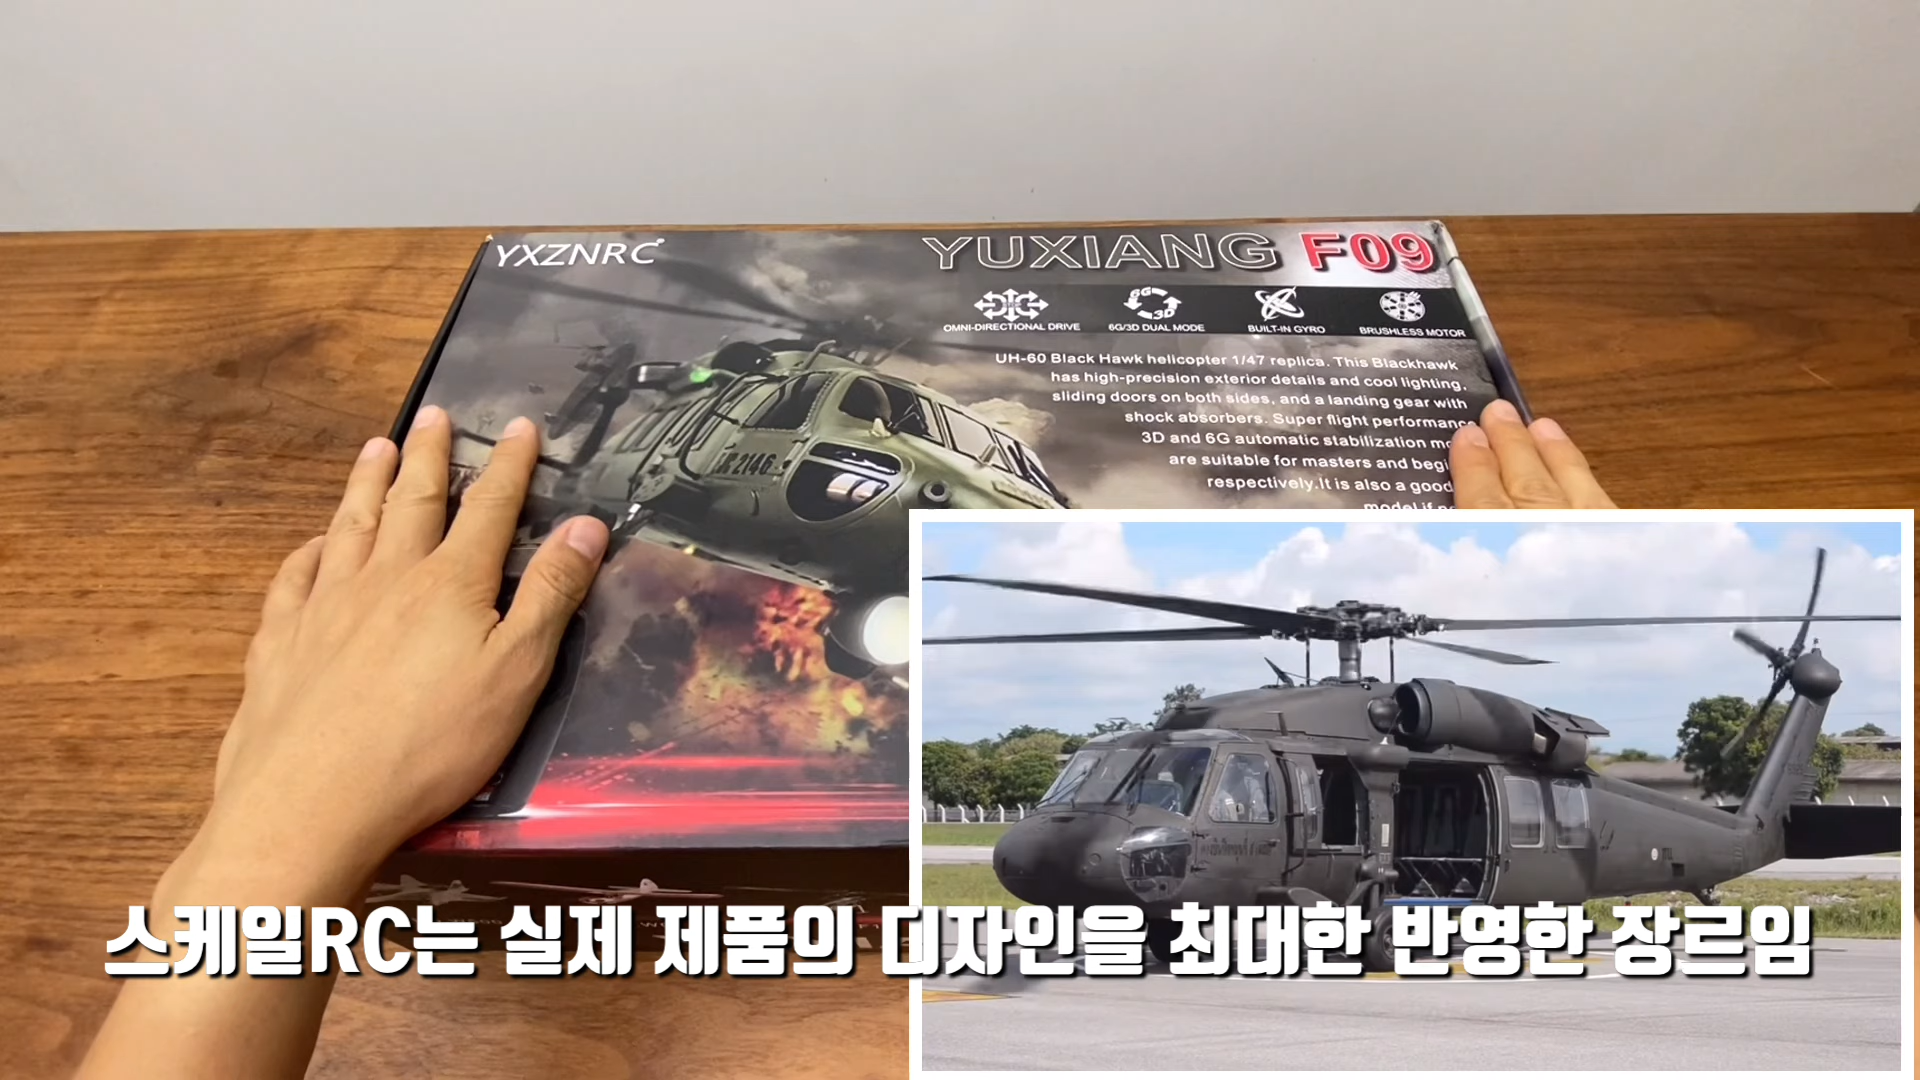 YXZNRC
YUXIANG F09
OMNI-DIRECTIONAL DRIVE
6G/3D DUAL MODE
BUILT-IN GYRO
BRUSHLESS MOTOR
UH-60 Black Hawk helicopter 1/47 replica. This Blackhawk
has high-precision exterior details and cool lighting,
sliding doors on both sides, and a landing gear with
shock absorbers. Super flight performance
3D and 6G automatic stabilization
are suitable for masters and
respectively.It is also a good
model if
JR 2146
스케일RC는 실제 제품의 디자인을 최대한 반영한 장르임